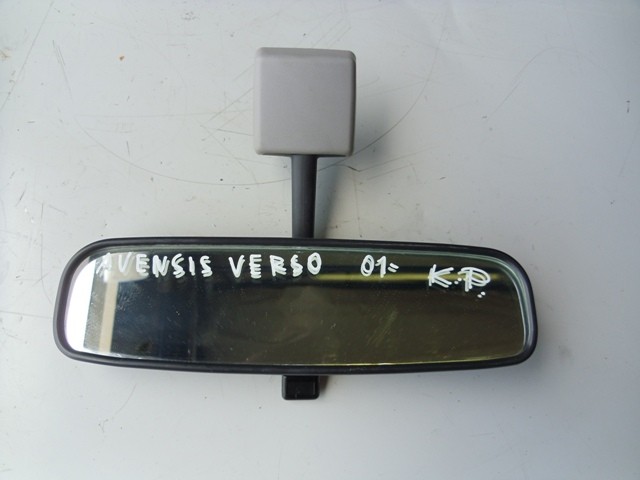 AVENSIS VERSO 01= K.P.